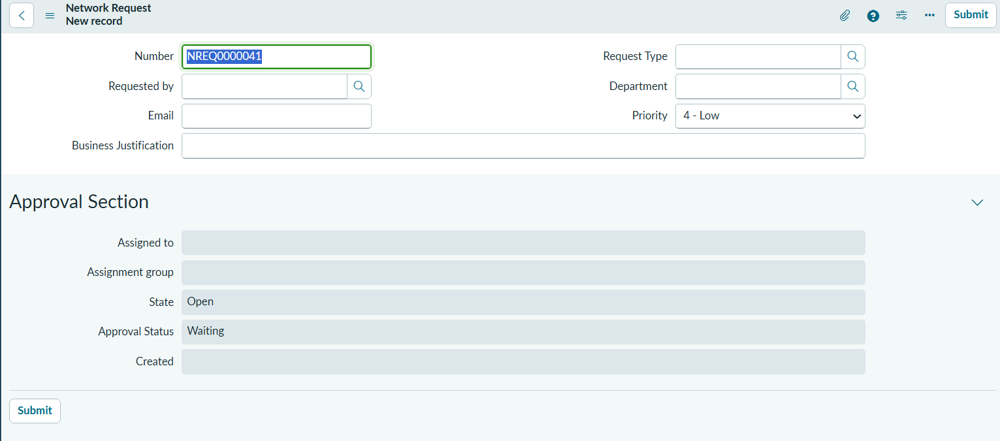 Network Request
New record
Submit
Number NREQ0000041
Request Type
Requested by
Department
Email
Priority 4 - Low
Business Justification
Approval Section
Assigned to
Assignment group
State Open
Approval Status Waiting
Created
Submit